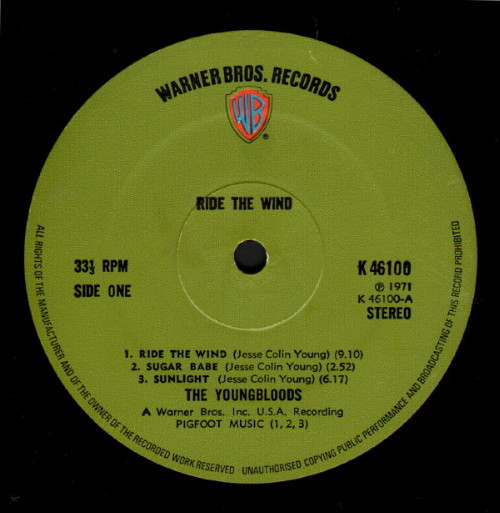 WARNER BROS. RECORDS
WB
®
RIDE THE WIND
33⅓ RPM
SIDE ONE
K 46100
℗ 1971
K 46100-A
STEREO
1. RIDE THE WIND (Jesse Colin Young) (9.10)
2. SUGAR BABE (Jesse Colin Young) (2.52)
3. SUNLIGHT (Jesse Colin Young) (6.17)
THE YOUNGBLOODS
A Warner Bros. Inc. U.S.A. Recording
PIGFOOT MUSIC (1, 2, 3)
ALL RIGHTS OF THE MANUFACTURER AND OF THE OWNER OF THE RECORDED WORK RESERVED · UNAUTHORISED COPYING PUBLIC PERFORMANCE AND BROADCASTING OF THIS RECORD PROHIBITED